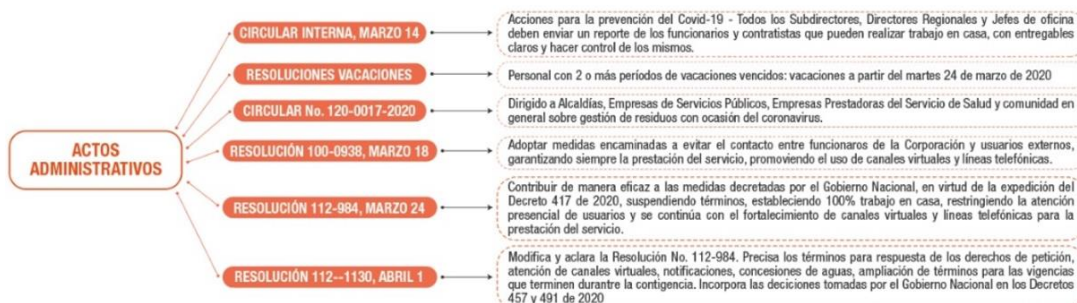 ACTOS
ADMINISTRATIVOS
CIRCULAR INTERNA, MARZO 14
Acciones para la prevención del Covid-19 - Todos los Subdirectores, Directores Regionales y Jefes de oficina
deben enviar un reporte de los funcionarios y contratistas que pueden realizar trabajo en casa, con entregables
claros y hacer control de los mismos.
RESOLUCIONES VACACIONES
Personal con 2 o más períodos de vacaciones vencidos: vacaciones a partir del martes 24 de marzo de 2020
CIRCULAR No. 120-0017-2020
Dirigido a Alcaldías, Empresas de Servicios Públicos, Empresas Prestadoras del Servicio de Salud y comunidad en
general sobre gestión de residuos con ocasión del coronavirus.
RESOLUCIÓN 100-0938, MARZO 18
Adoptar medidas encaminadas a evitar el contacto entre funcionaros de la Corporación y usuarios externos,
garantizando siempre la prestación del servicio, promoviendo el uso de canales virtuales y líneas telefónicas.
RESOLUCIÓN 112-984, MARZO 24
Contribuir de manera eficaz a las medidas decretadas por el Gobierno Nacional, en virtud de la expedición del
Decreto 417 de 2020, suspendiendo términos, estableciendo 100% trabajo en casa, restringiendo la atención
presencial de usuarios y se continúa con el fortalecimiento de canales virtuales y líneas telefónicas para la
prestación del servicio.
RESOLUCIÓN 112--1130, ABRIL 1
Modifica y aclara la Resolución No. 112-984. Precisa los términos para respuesta de los derechos de petición,
atención de canales virtuales, notificaciones, concesiones de aguas, ampliación de términos para las vigencias
que terminen durantre la contigencia. Incorpora las decisiones tomadas por el Gobierno Nacional en los Decretos
457 y 491 de 2020